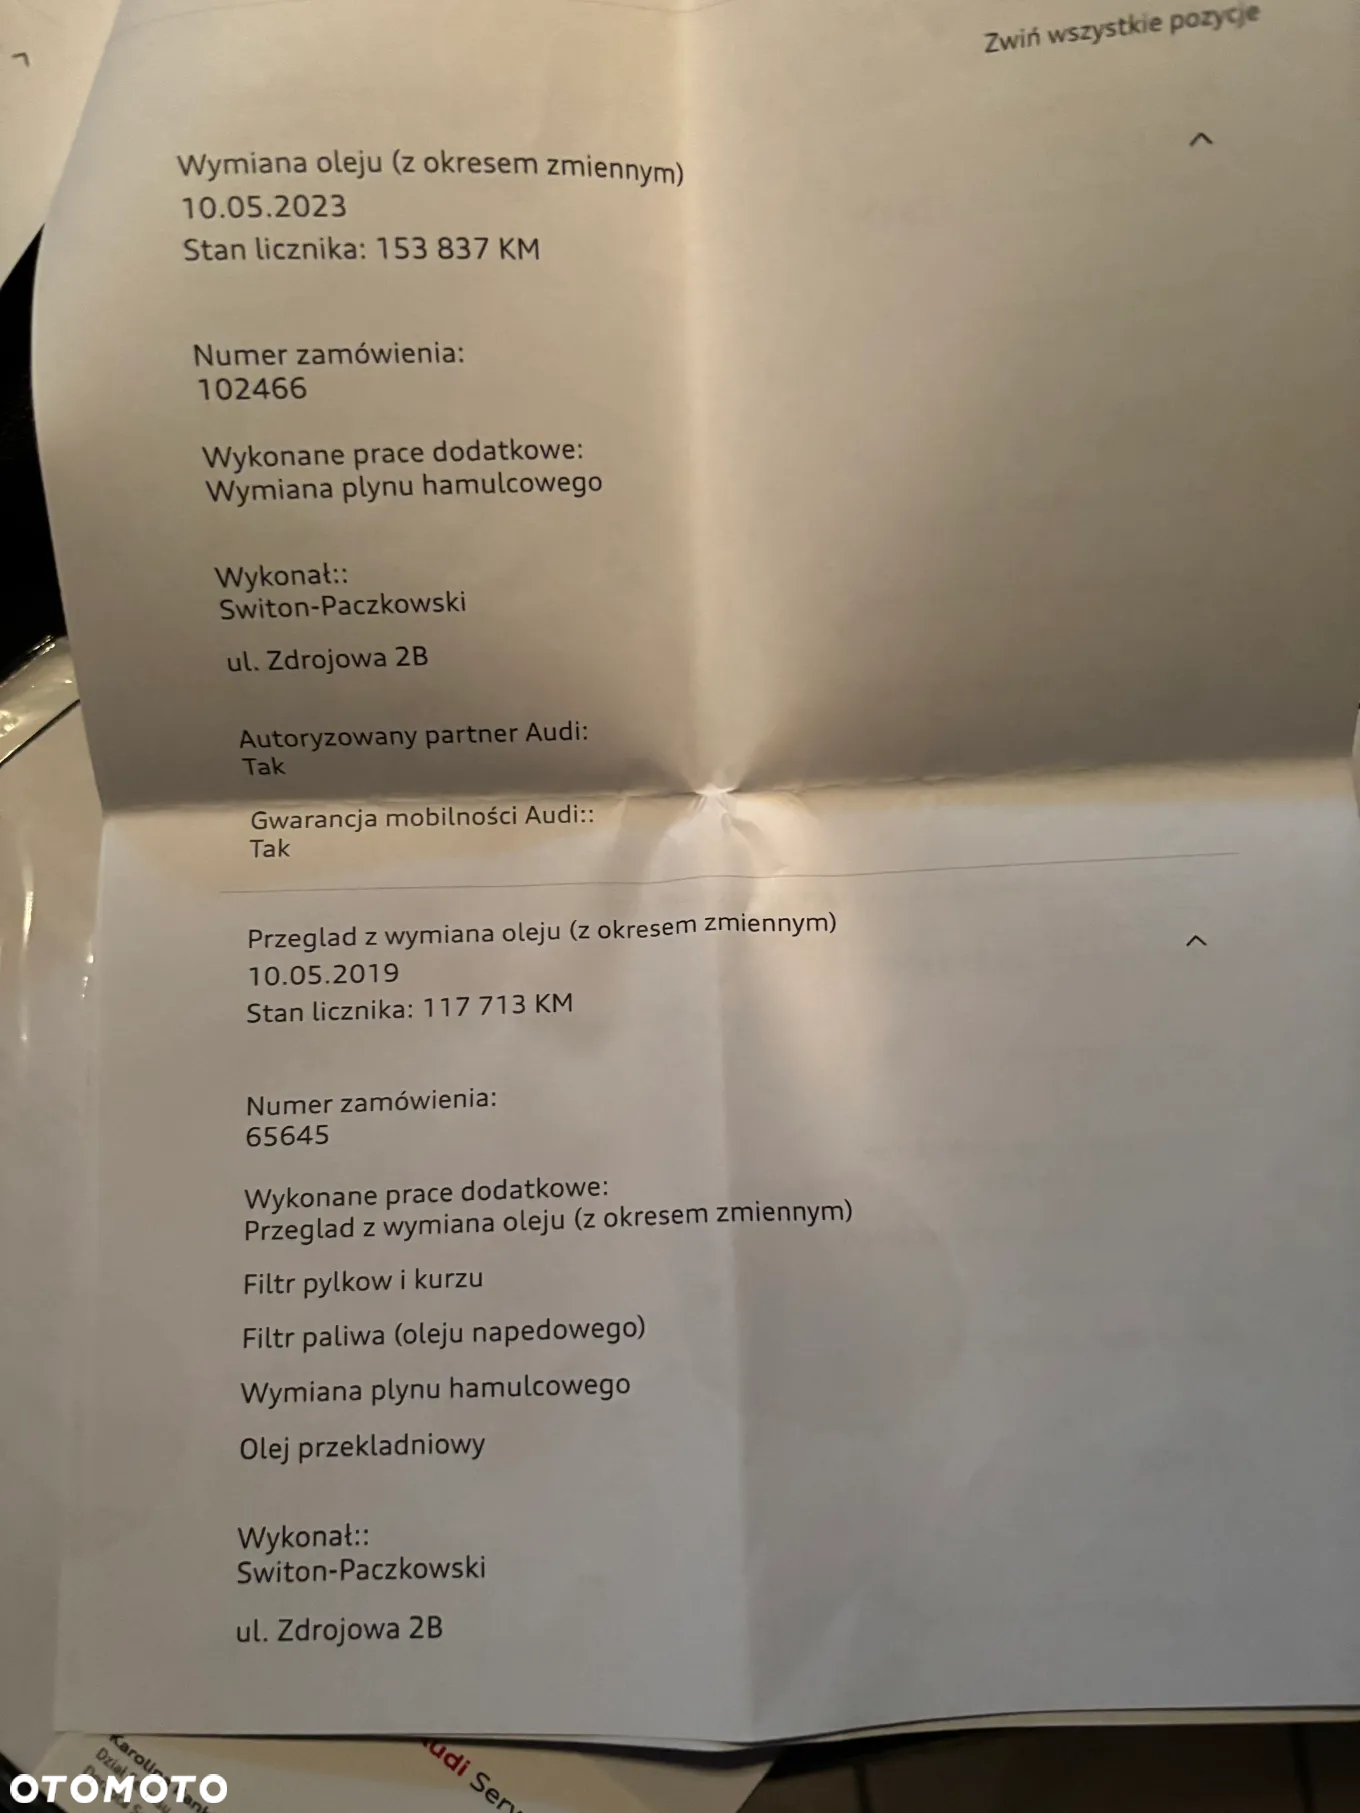 Zwiń wszystkie pozycje
Wymiana oleju (z okresem zmiennym)
10.05.2023
Stan licznika: 153 837 KM
Numer zamówienia:
102466
Wykonane prace dodatkowe:
Wymiana plynu hamulcowego
Wykonał::
Switon-Paczkowski
ul. Zdrojowa 2B
Autoryzowany partner Audi:
Tak
Gwarancja mobilności Audi::
Tak
Przeglad z wymiana oleju (z okresem zmiennym)
10.05.2019
Stan licznika: 117 713 KM
Numer zamówienia:
65645
Wykonane prace dodatkowe:
Przeglad z wymiana oleju (z okresem zmiennym)
Filtr pylkow i kurzu
Filtr paliwa (oleju napedowego)
Wymiana plynu hamulcowego
Olej przekladniowy
Wykonał::
Switon-Paczkowski
ul. Zdrojowa 2B
OTOMOTO